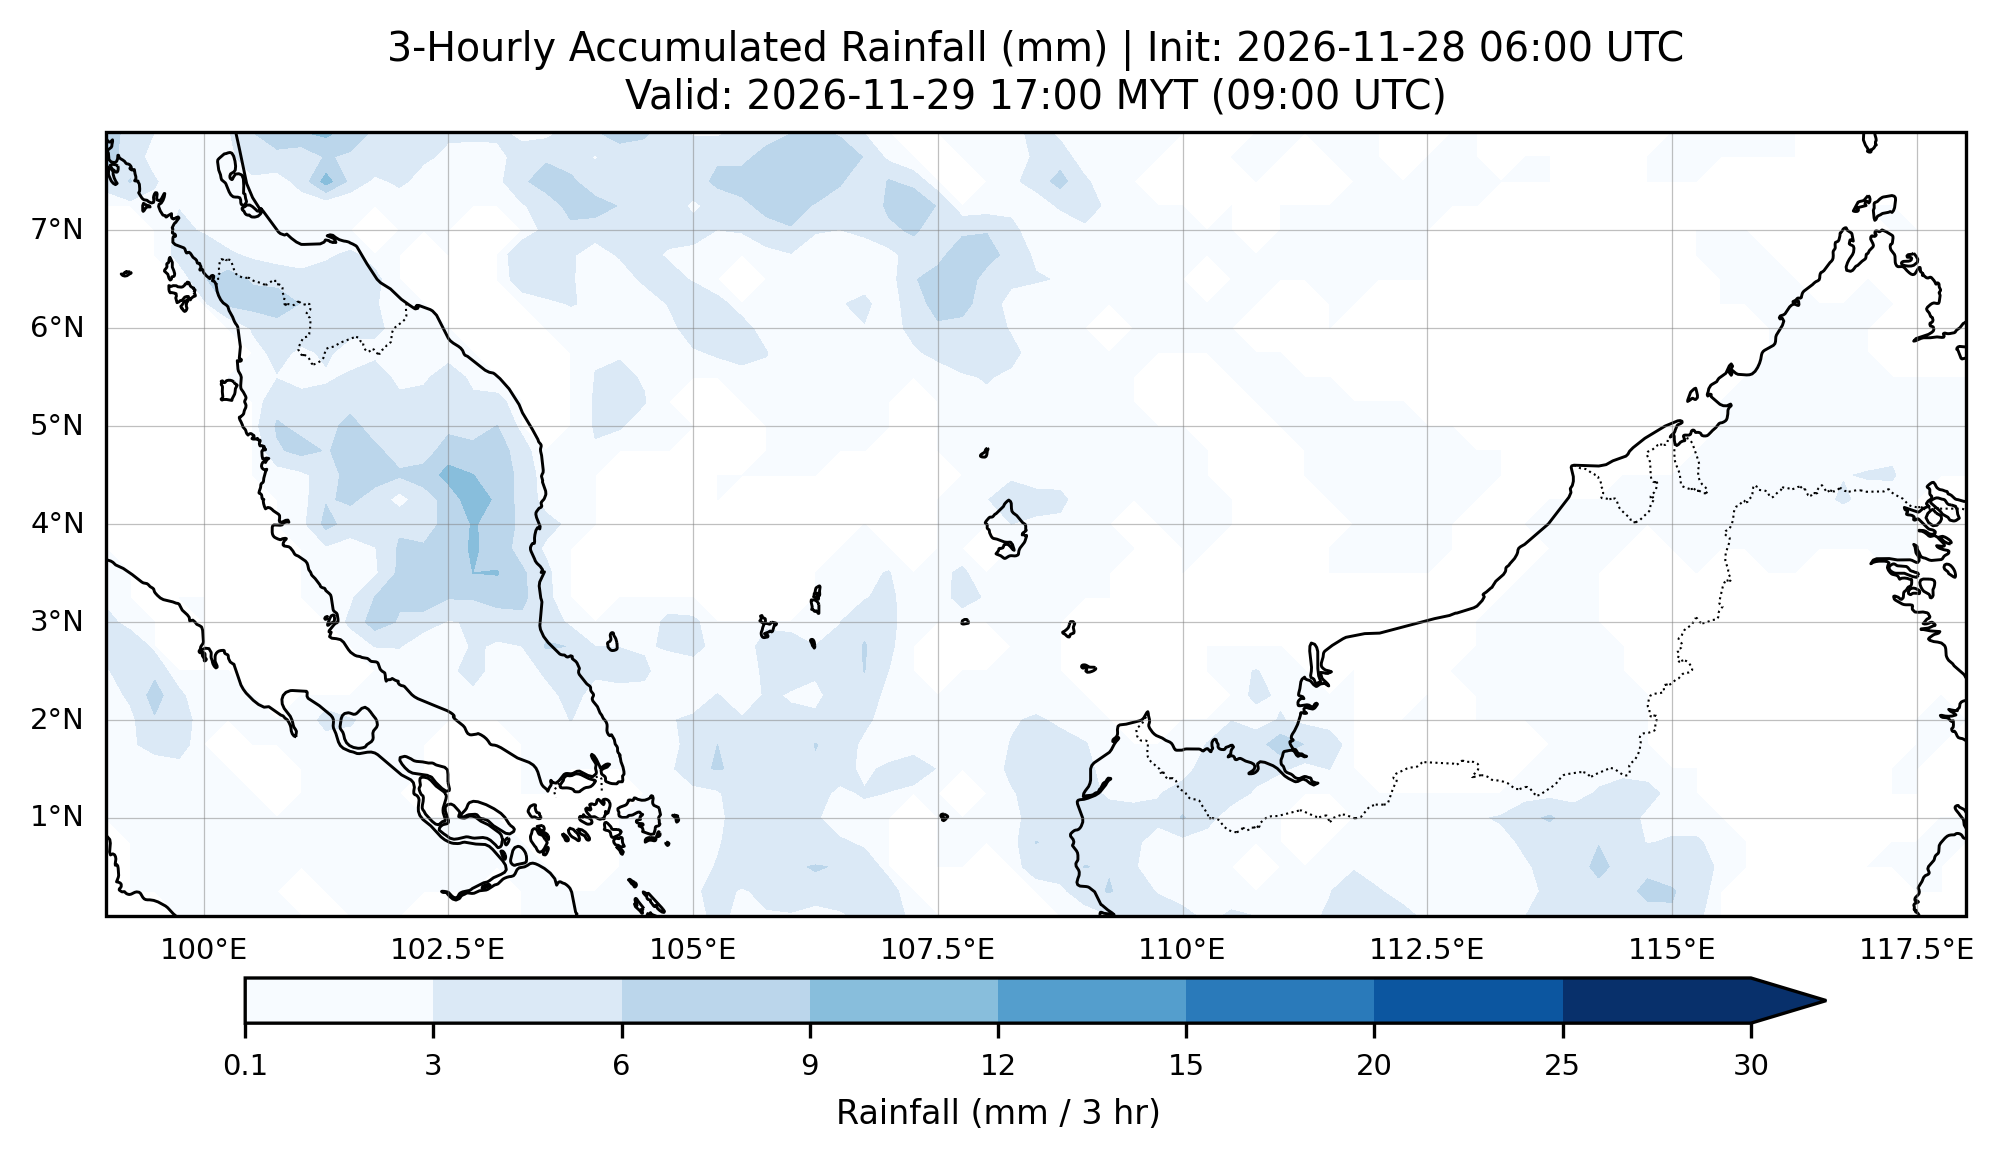 3-Hourly Accumulated Rainfall (mm) | Init: 2026-11-28 06:00 UTC
Valid: 2026-11-29 17:00 MYT (09:00 UTC)
7°N
6°N
5°N
4°N
3°N
2°N
1°N
100°E 102.5°E 105°E 107.5°E 110°E 112.5°E 115°E 117.5°E
0.1 3 6 9 12 15 20 25 30
Rainfall (mm / 3 hr)